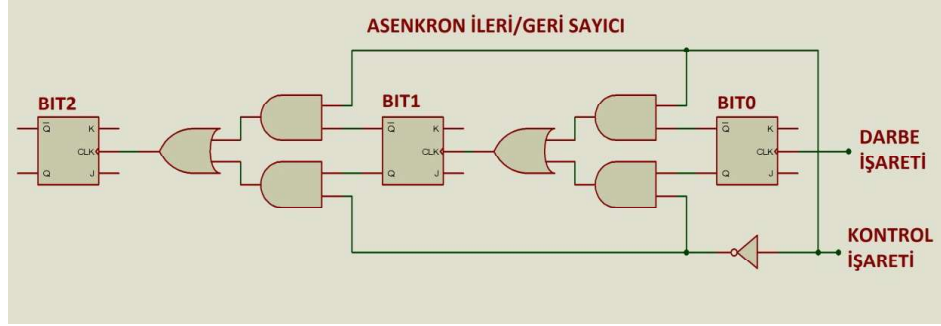 ASENKRON İLERİ/GERİ SAYICI
BIT2
BIT1
BIT0
Q K
CLK
Q J
Q K
CLK
Q J
Q K
CLK
Q J
DARBE
İŞARETİ
KONTROL
İŞARETİ